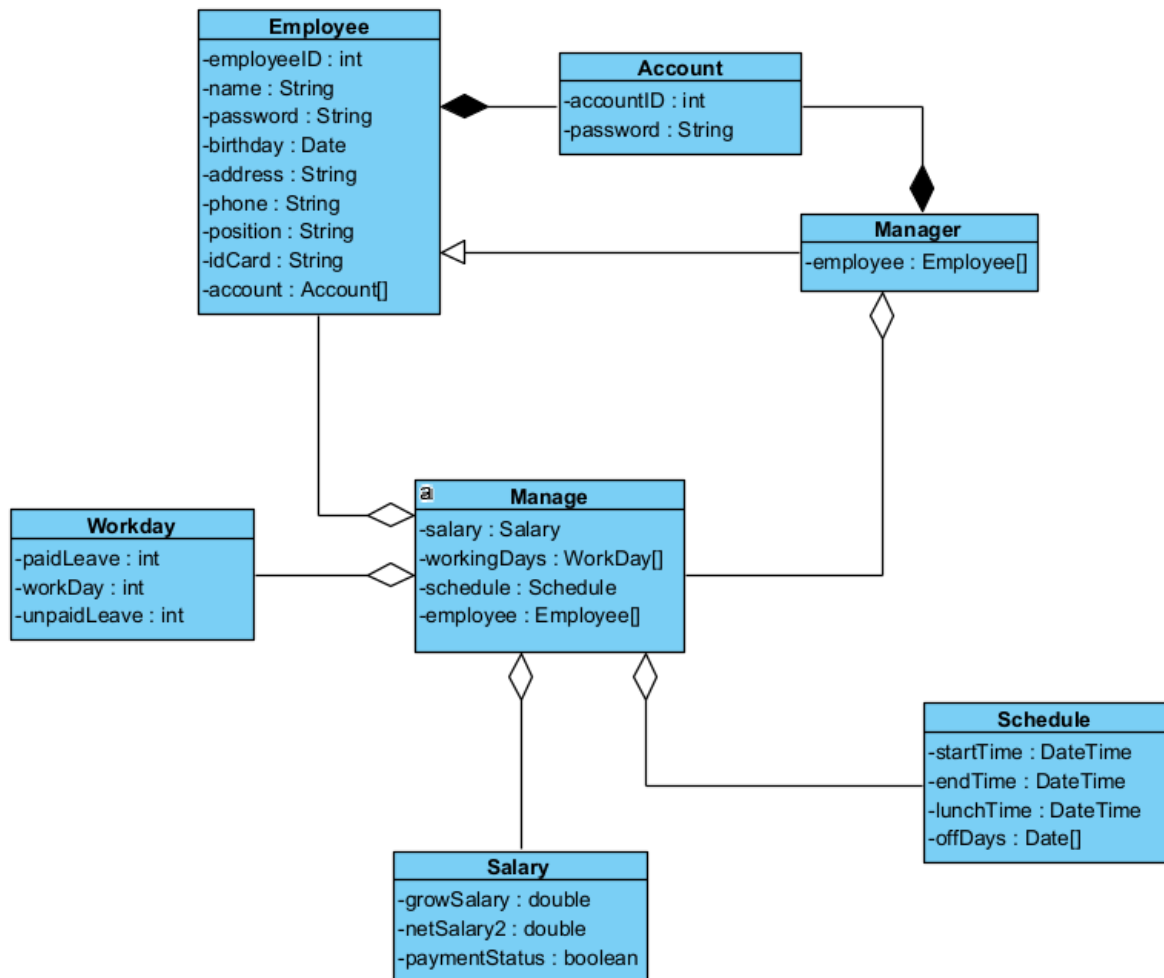 Employee
-employeeID : int
-name : String
-password : String
-birthday : Date
-address : String
-phone : String
-position : String
-idCard : String
-account : Account[]
Account
-accountID : int
-password : String
Manager
-employee : Employee[]
Manage
-salary : Salary
-workingDays : WorkDay[]
-schedule : Schedule
-employee : Employee[]
Workday
-paidLeave : int
-workDay : int
-unpaidLeave : int
Schedule
-startTime : DateTime
-endTime : DateTime
-lunchTime : DateTime
-offDays : Date[]
Salary
-growSalary : double
-netSalary2 : double
-paymentStatus : boolean